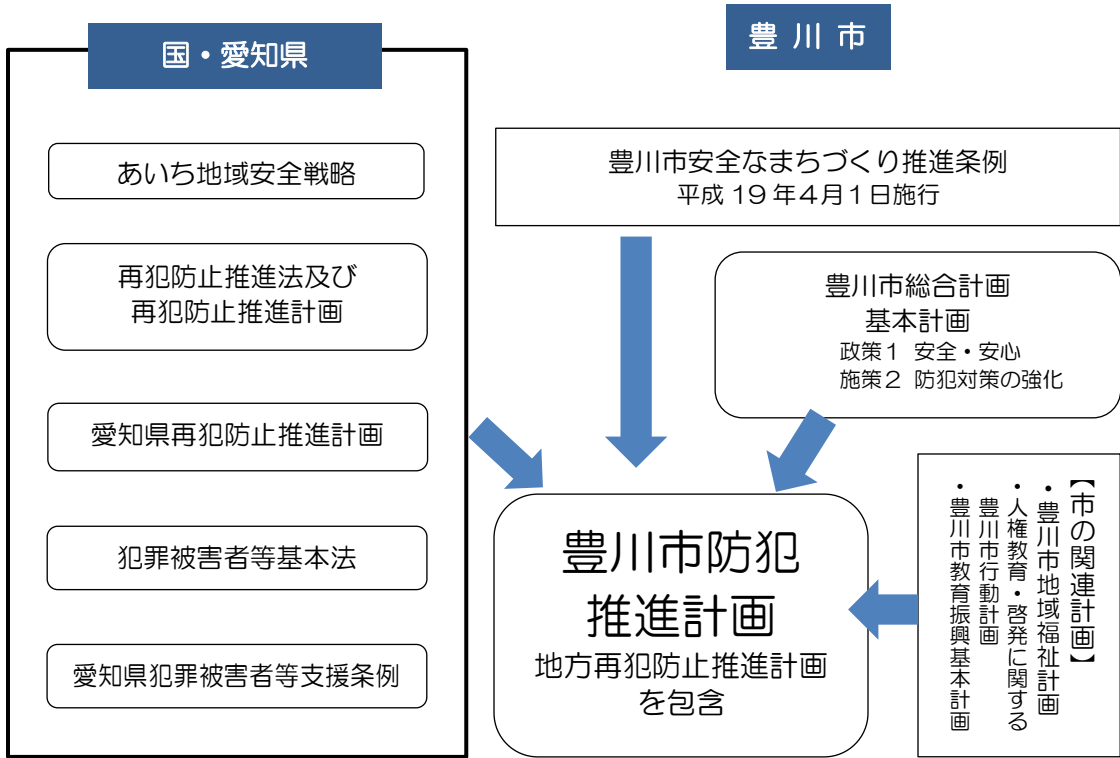 国・愛知県
あいち地域安全戦略
再犯防止推進法及び
再犯防止推進計画
愛知県再犯防止推進計画
犯罪被害者等基本法
愛知県犯罪被害者等支援条例
豊川市
豊川市安全なまちづくり推進条例
平成19年4月1日施行
豊川市総合計画
基本計画
政策1 安全・安心
施策2 防犯対策の強化
【市の関連計画】
・豊川市地域福祉計画
・人権教育・啓発に関する
豊川市行動計画
・豊川市教育振興基本計画
豊川市防犯
推進計画
地方再犯防止推進計画
を包含